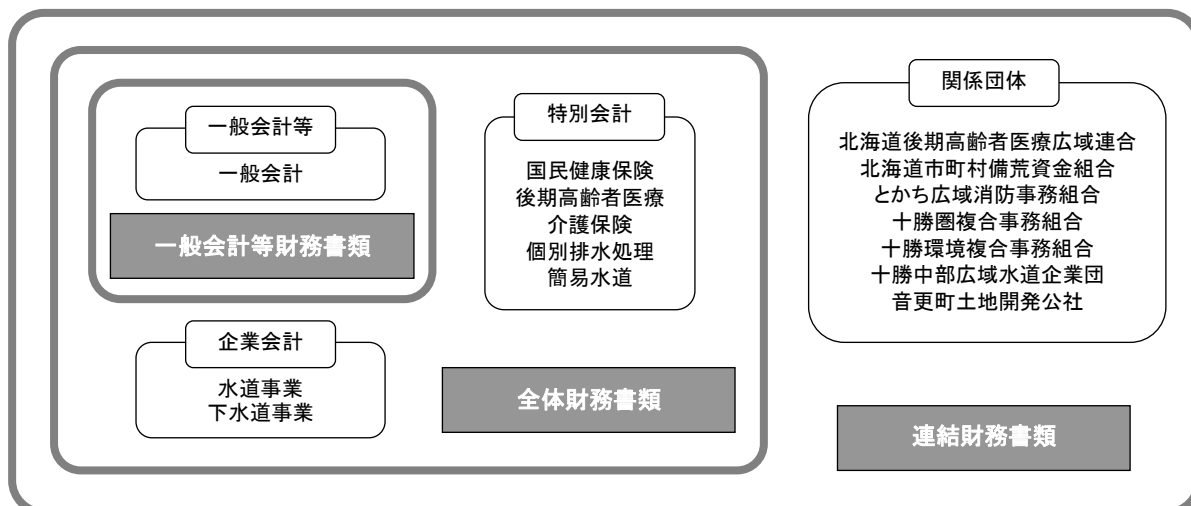 一般会計等
一般会計
一般会計等財務書類
企業会計
水道事業
下水道事業
特別会計
国民健康保険
後期高齢者医療
介護保険
個別排水処理
簡易水道
全体財務書類
関係団体
北海道後期高齢者医療広域連合
北海道市町村備荒資金組合
とかち広域消防事務組合
十勝圏複合事務組合
十勝環境複合事務組合
十勝中部広域水道企業団
音更町土地開発公社
連結財務書類